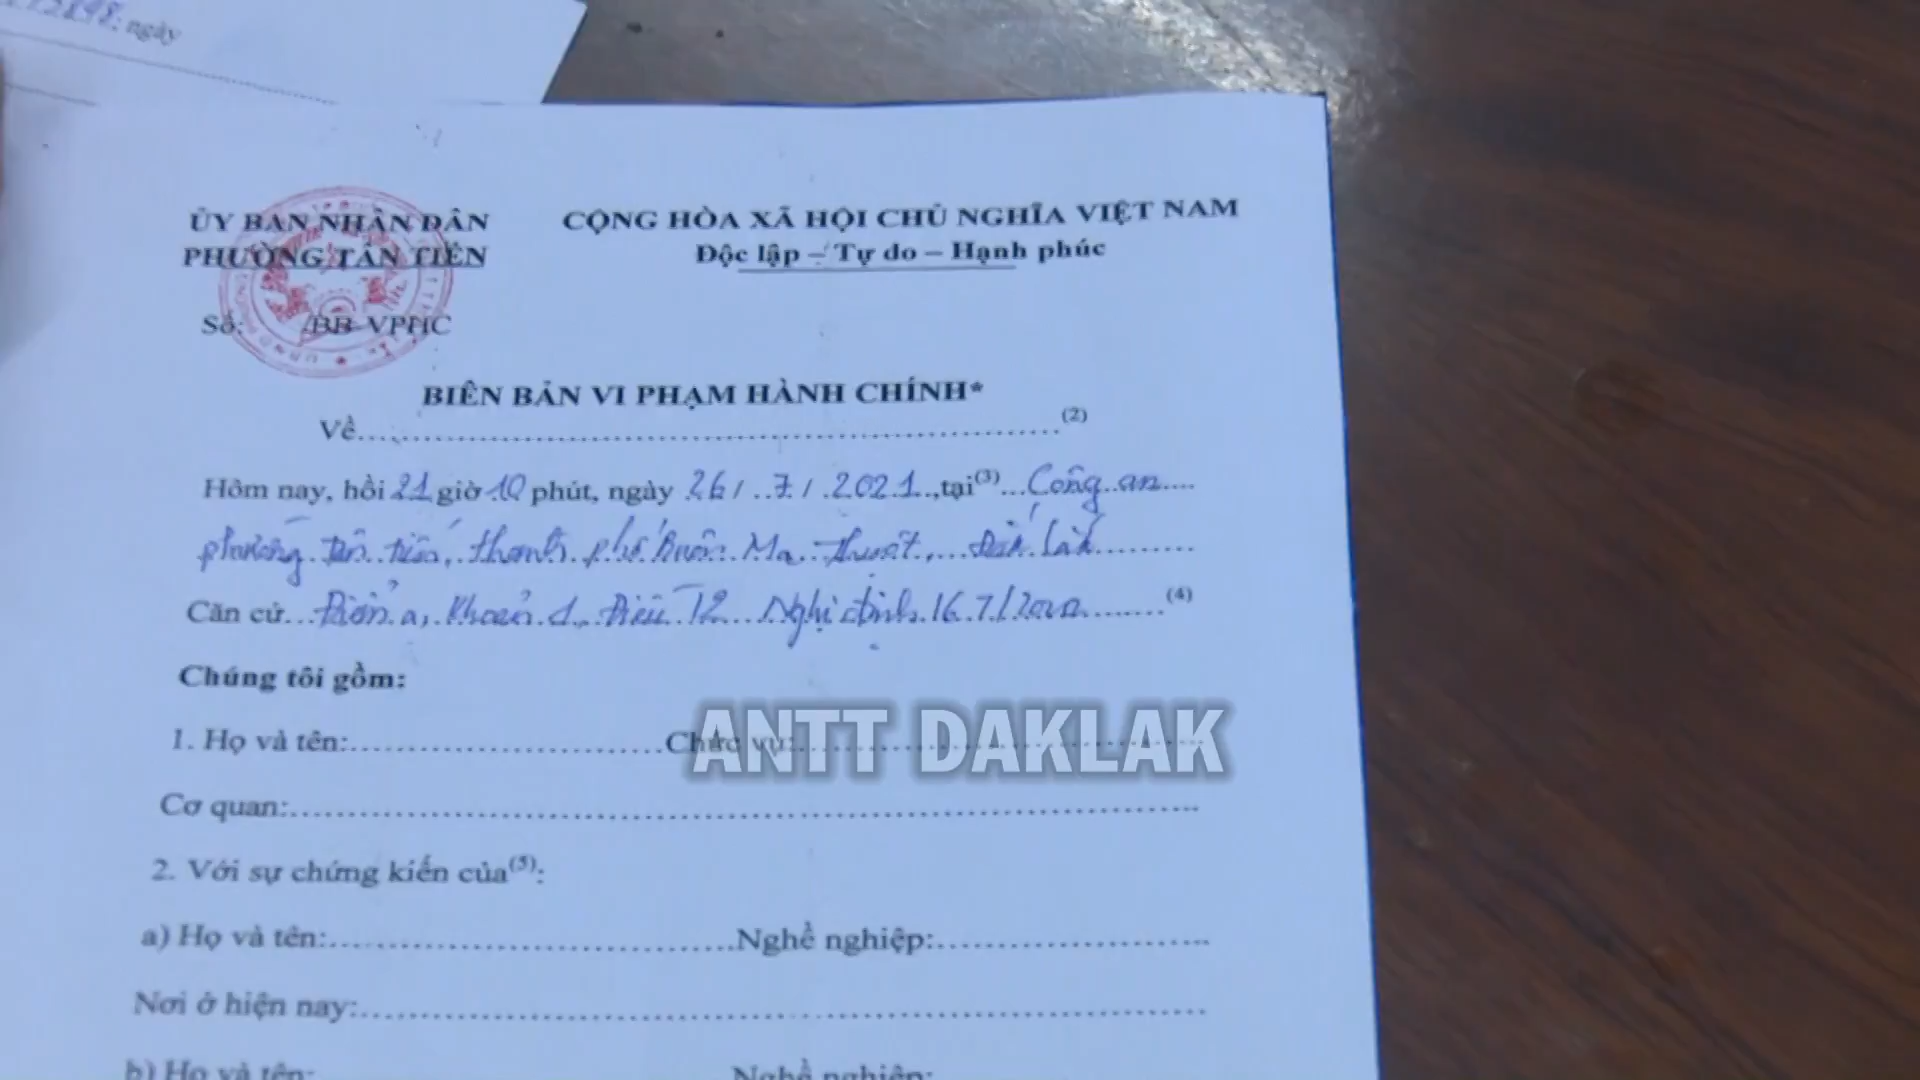 ngày
ỦY BAN NHÂN DÂN
PHƯỜNG TÂN TIẾN
CỘNG HÒA XÃ HỘI CHỦ NGHĨA VIỆT NAM
Độc lập – Tự do – Hạnh phúc
Số: /BB-VPHC
BIÊN BẢN VI PHẠM HÀNH CHÍNH*
Về........................................(2)
Hôm nay, hồi 21 giờ 10 phút, ngày 26/ 7/ 2021, tại(3) Công an
phường Tân Tiến, thành phố Buôn Ma Thuột, Đắk Lắk
Căn cứ Điểm a, Khoản 1, Điều 12 Nghị định 167/ (4)
Chúng tôi gồm:
1. Họ và tên:..............................Chức vụ:..............................
ANTT DAKLAK
Cơ quan:........................................
2. Với sự chứng kiến của(5):
a) Họ và tên:..............................Nghề nghiệp:..............................
Nơi ở hiện nay:........................................
b) Họ và tên: Nghề nghiệp: